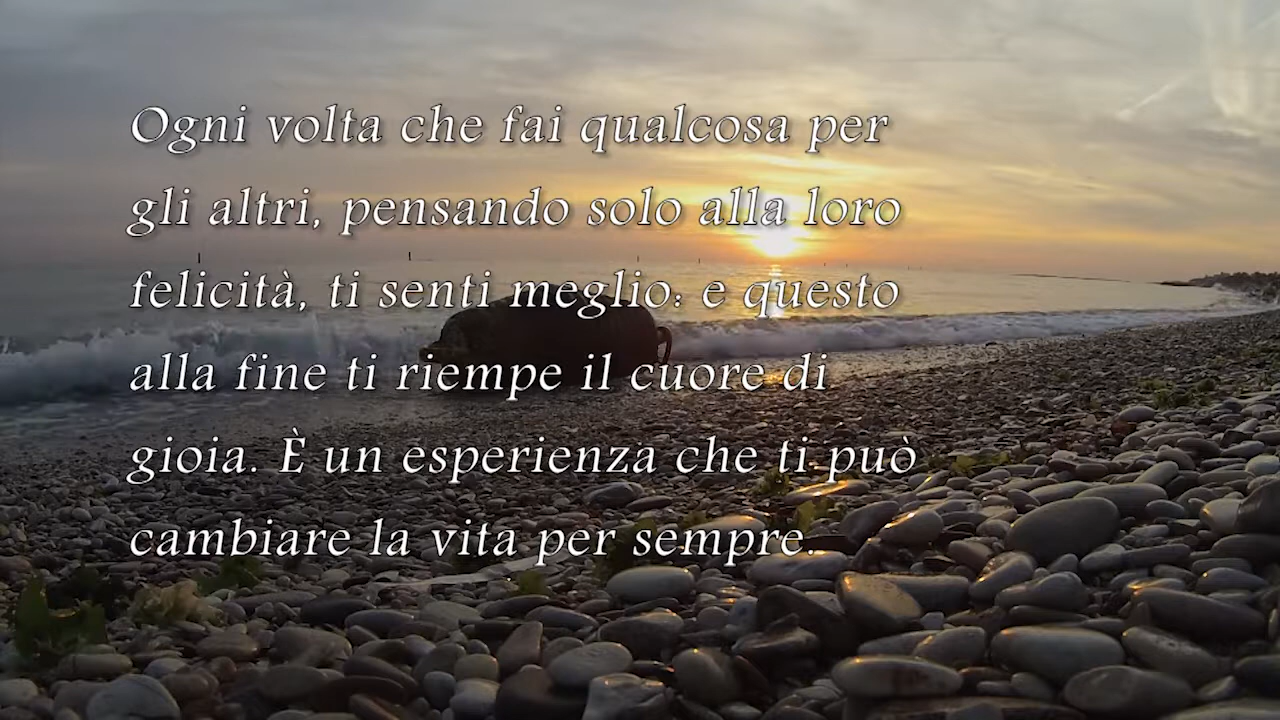 Ogni volta che fai qualcosa per
gli altri, pensando solo alla loro
felicità, ti senti meglio: e questo
alla fine ti riempe il cuore di
gioia. È un esperienza che ti può
cambiare la vita per sempre.